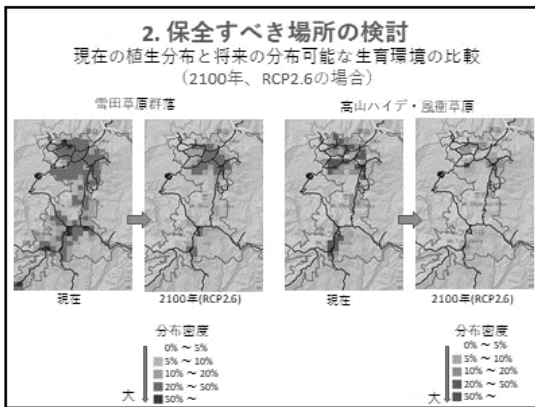 2. 保全すべき場所の検討
現在の植生分布と将来の分布可能な生育環境の比較
（2100年、RCP2.6の場合）
雪田草原群落
高山ハイデ・風衝草原
現在
2100年(RCP2.6)
現在
2100年(RCP2.6)
分布密度
0% ～ 5%
5% ～ 10%
10% ～ 20%
20% ～ 50%
50% ～
大
分布密度
0% ～ 5%
5% ～ 10%
10% ～ 20%
20% ～ 50%
50% ～
大